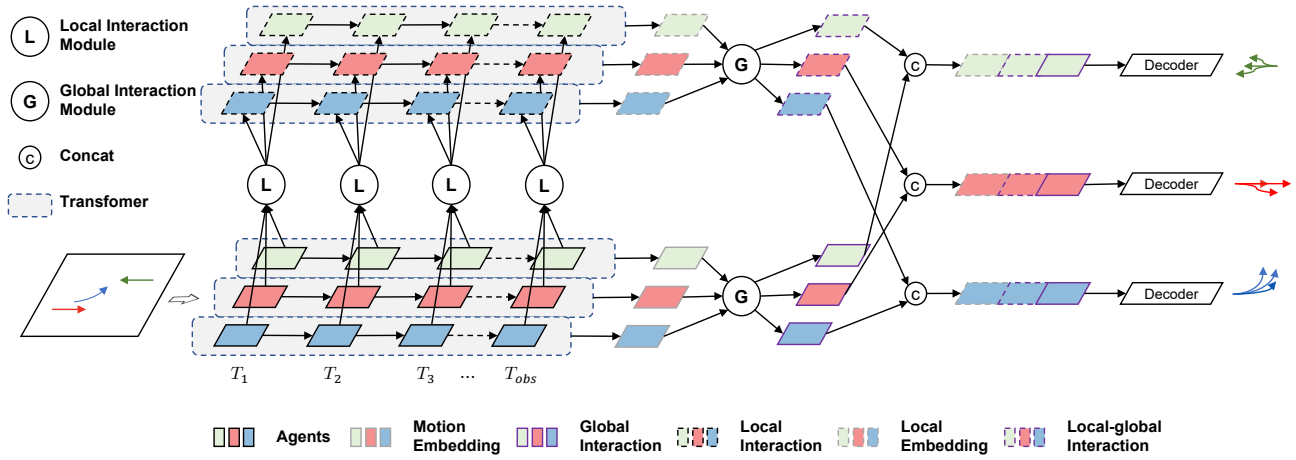 L
Local Interaction
Module
G
Global Interaction
Module
C
Concat
Transfomer
L
L
L
L
G
G
C
C
C
Decoder
Decoder
Decoder
T1
T2
T3
...
Tobs
Agents
Motion
Embedding
Global
Interaction
Local
Interaction
Local
Embedding
Local-global
Interaction